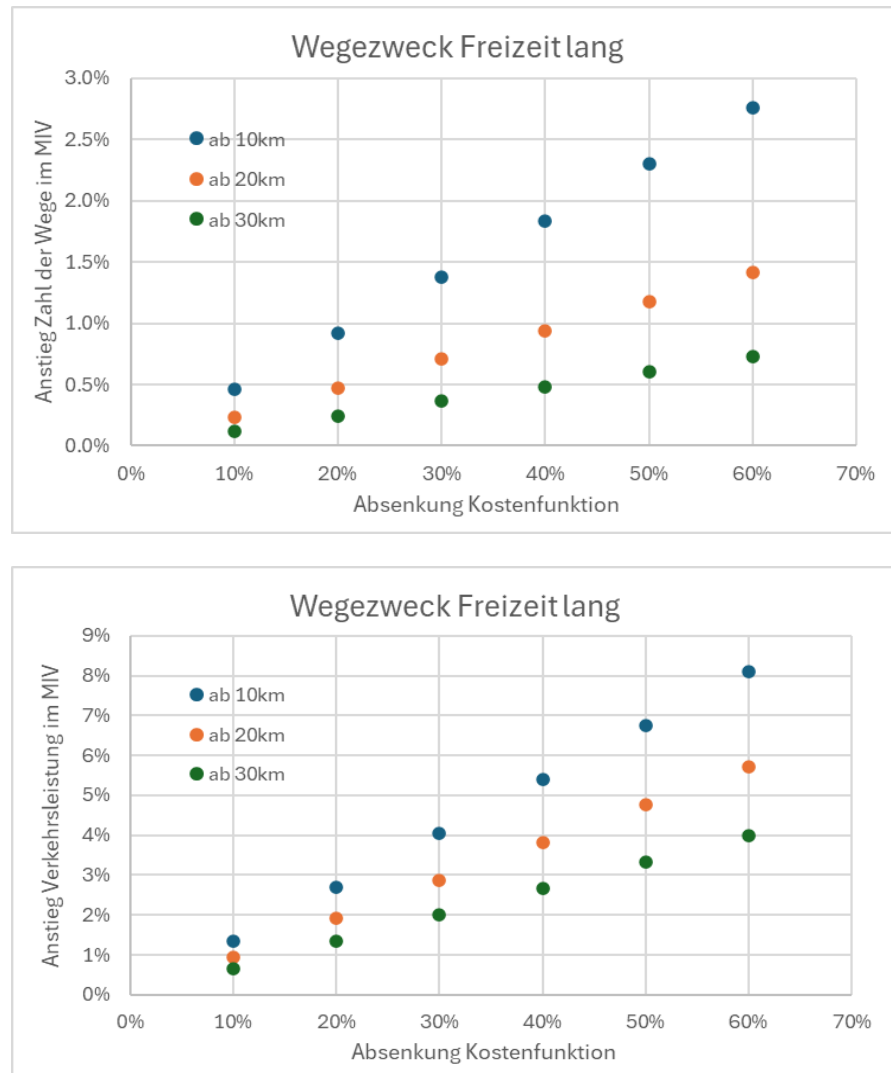 Wegezweck Freizeit lang
3.0%
2.5%
2.0%
1.5%
1.0%
0.5%
0.0%
Anstieg Zahl der Wege im MIV
ab 10km
ab 20km
ab 30km
0% 10% 20% 30% 40% 50% 60% 70%
Absenkung Kostenfunktion
Wegezweck Freizeit lang
9%
8%
7%
6%
5%
4%
3%
2%
1%
0%
Anstieg Verkehrsleistung im MIV
ab 10km
ab 20km
ab 30km
0% 10% 20% 30% 40% 50% 60% 70%
Absenkung Kostenfunktion